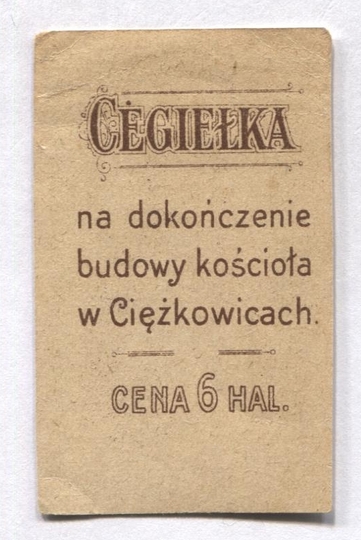 CEGIEŁKA
na dokończenie
budowy kościoła
w Ciężkowicach.
CENA 6 HAL.